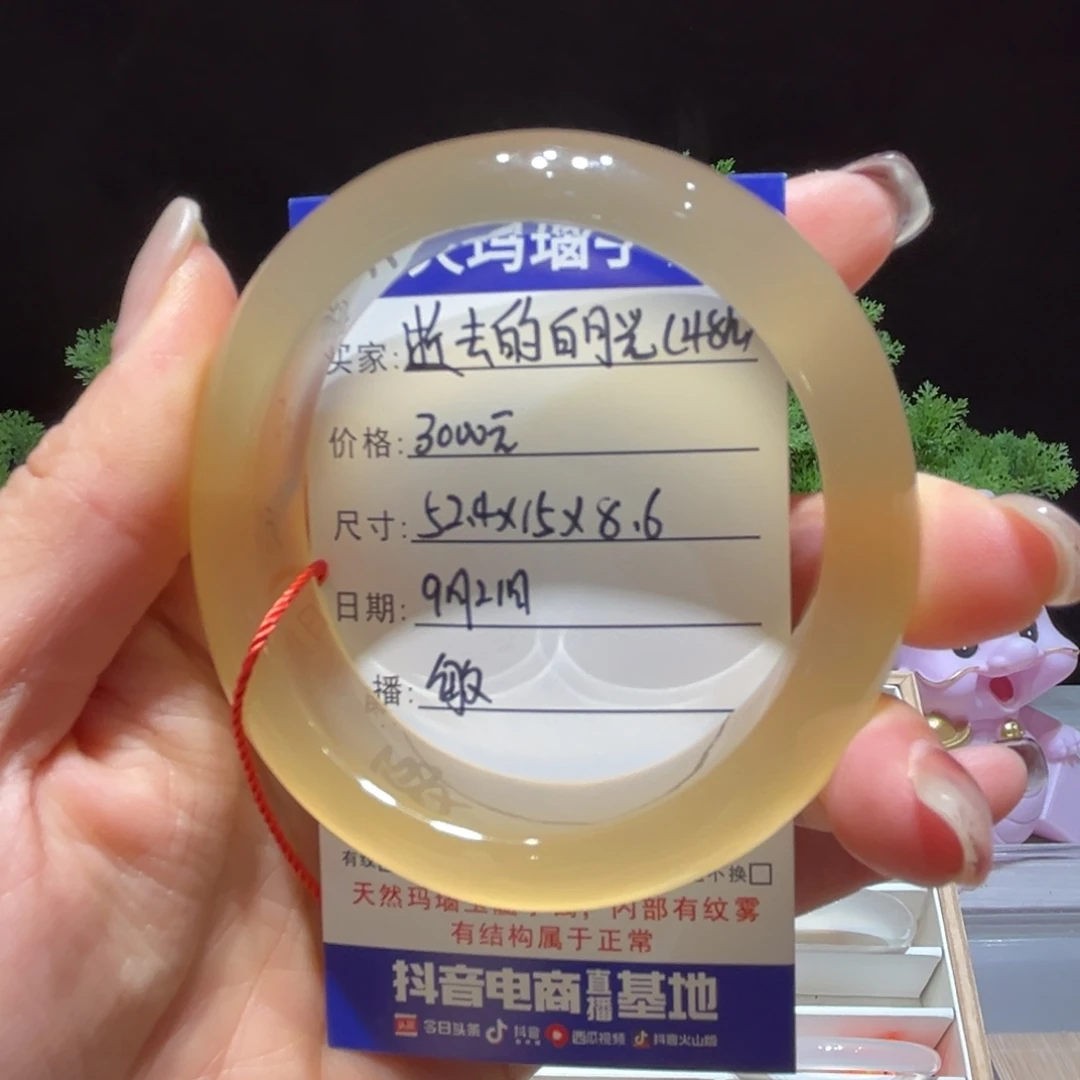 天然玛瑙手
买家: 逝去的白月光(48h
价格: 3000元
尺寸: 52.4x15x8.6
日期: 9月21日
播: 敏
不换□
天然玛瑙 内部有纹雾
有结构属于正常
抖音电商直播基地
今日头条 抖音 西瓜视频 抖音火山版